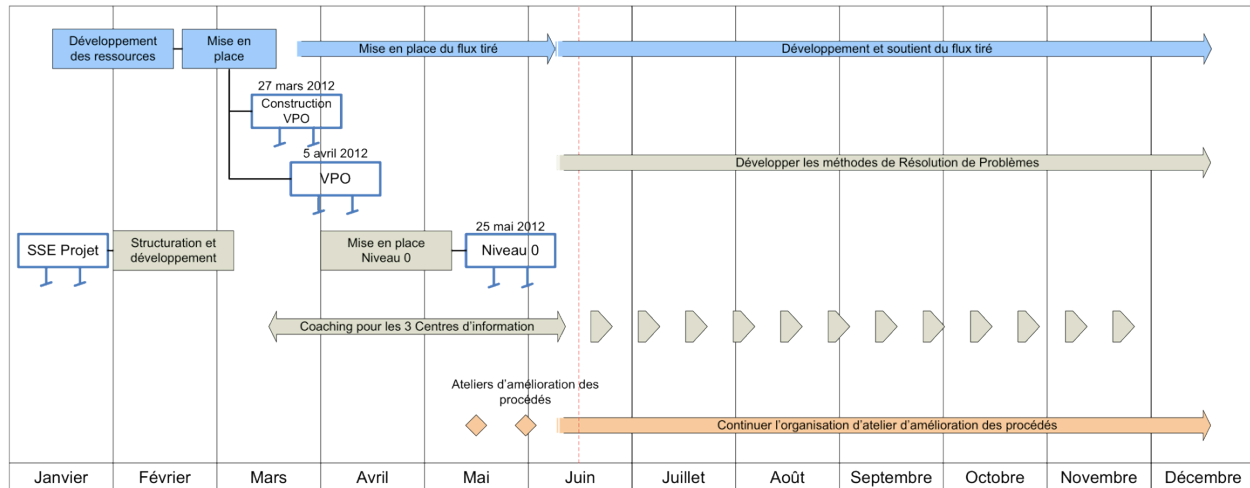 Développement
des ressources
Mise en
place
Mise en place du flux tiré
Développement et soutient du flux tiré
27 mars 2012
Construction
VPO
5 avril 2012
VPO
Développer les méthodes de Résolution de Problèmes
25 mai 2012
SSE Projet
Structuration et
développement
Mise en place
Niveau 0
Niveau 0
Coaching pour les 3 Centres d'information
Ateliers d'amélioration des
procédés
Continuer l'organisation d'atelier d'amélioration des procédés
Janvier
Février
Mars
Avril
Mai
Juin
Juillet
Août
Septembre
Octobre
Novembre
Décembre